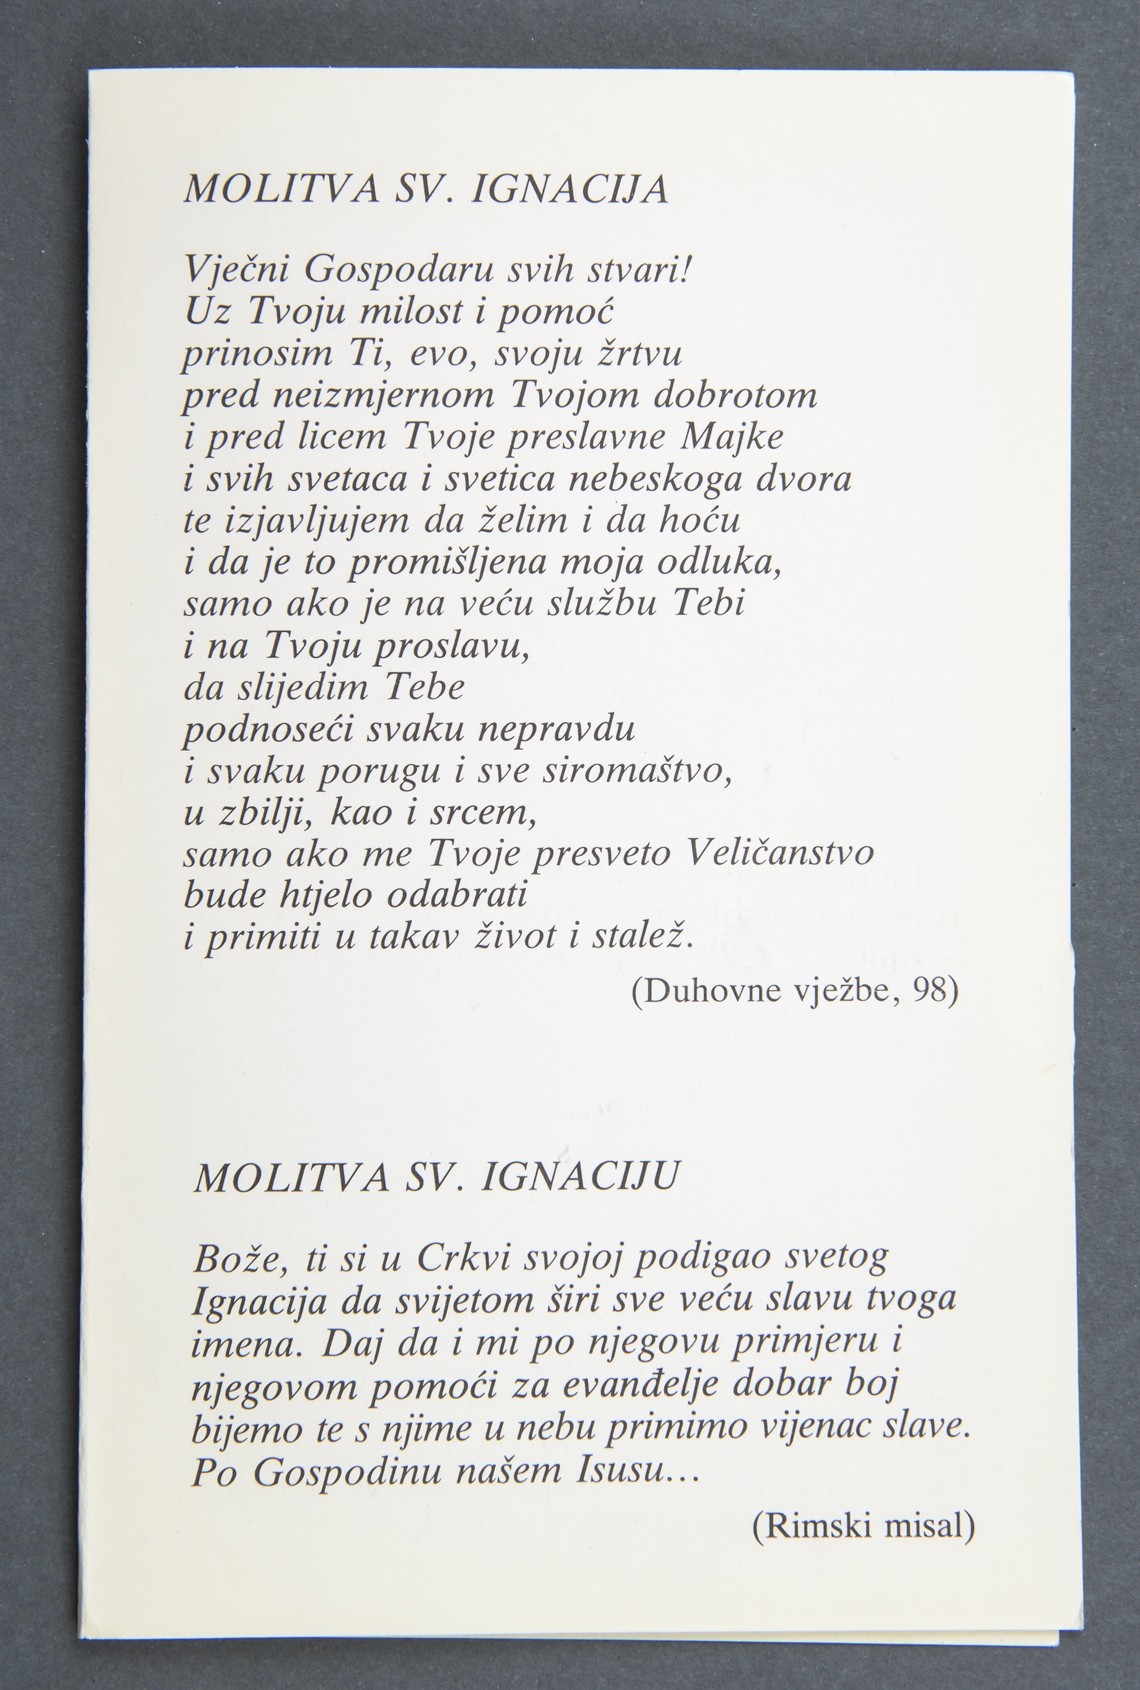 MOLITVA SV. IGNACIJA
Vječni Gospodaru svih stvari!
Uz Tvoju milost i pomoć
prinosim Ti, evo, svoju žrtvu
pred neizmjernom Tvojom dobrotom
i pred licem Tvoje preslavne Majke
i svih svetaca i svetica nebeskoga dvora
te izjavljujem da želim i da hoću
i da je to promišljena moja odluka,
samo ako je na veću službu Tebi
i na Tvoju proslavu,
da slijedim Tebe
podnoseći svaku nepravdu
i svaku porugu i sve siromaštvo,
u zbilji, kao i srcem,
samo ako me Tvoje presveto Veličanstvo
bude htjelo odabrati
i primiti u takav život i stalež.
(Duhovne vježbe, 98)
MOLITVA SV. IGNACIJU
Bože, ti si u Crkvi svojoj podigao svetog
Ignacija da svijetom širi sve veću slavu tvoga
imena. Daj da i mi po njegovu primjeru i
njegovom pomoći za evanđelje dobar boj
bijemo te s njime u nebu primimo vijenac slave.
Po Gospodinu našem Isusu...
(Rimski misal)